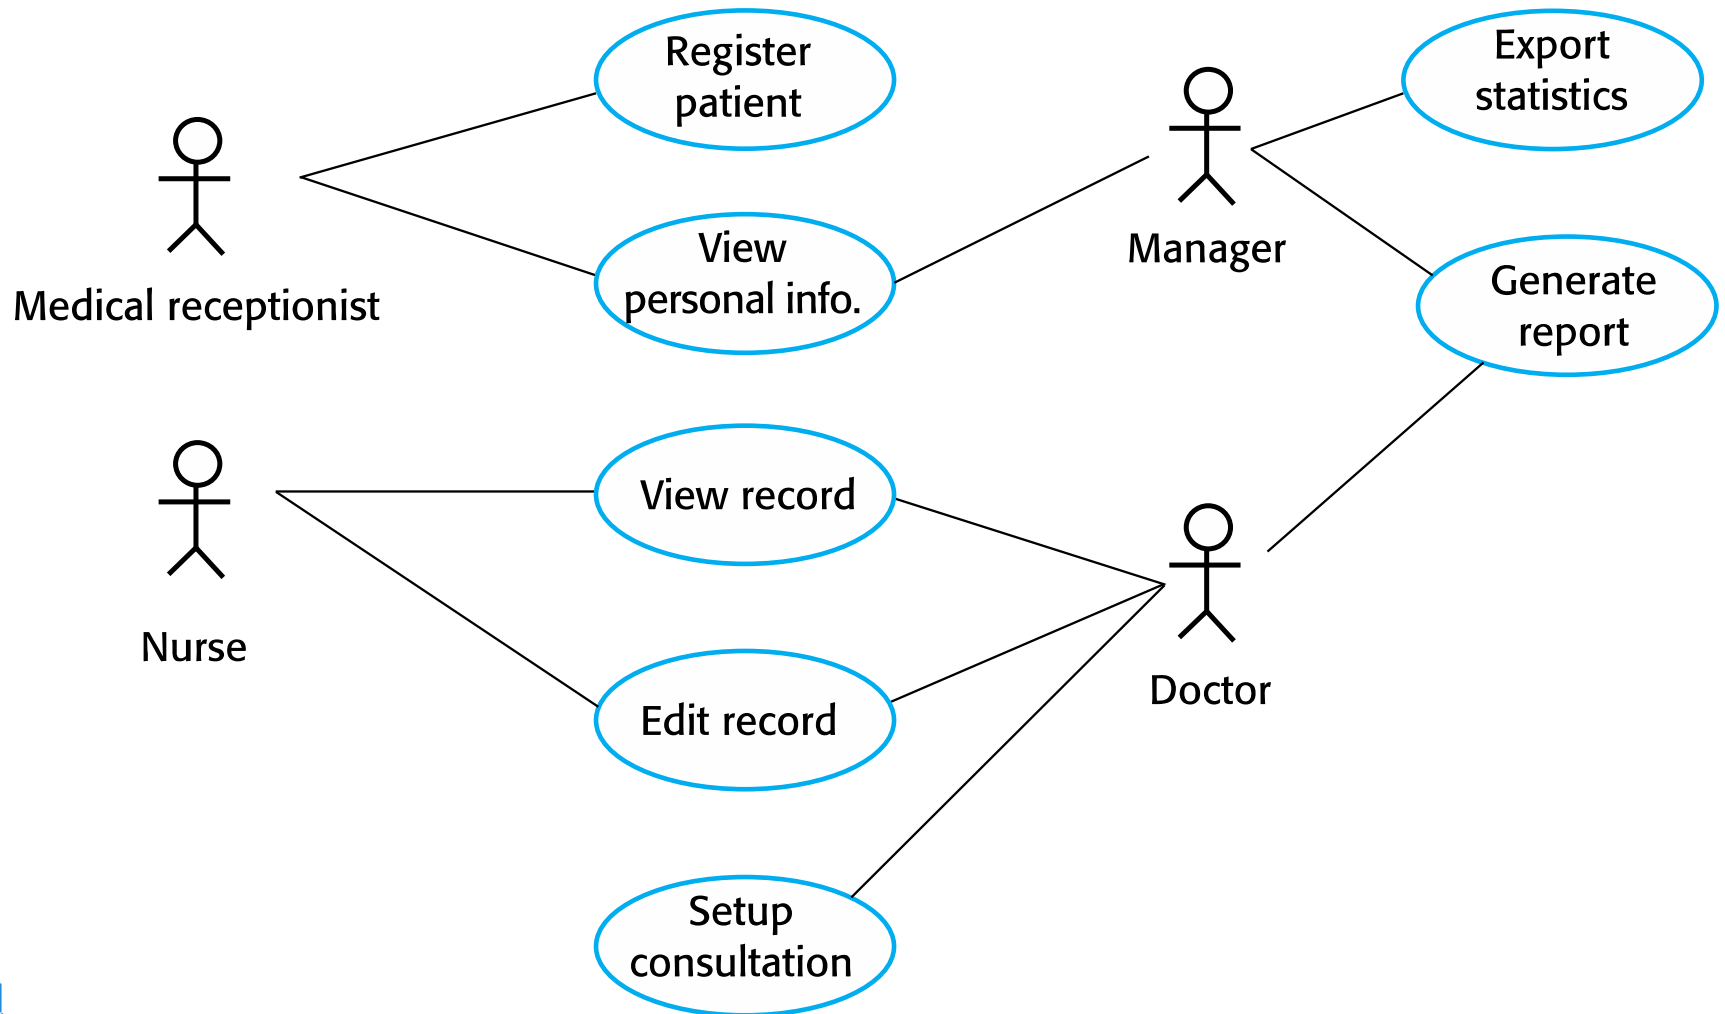 Register
patient
Export
statistics
Medical receptionist
View
personal info.
Manager
Generate
report
Nurse
View record
Edit record
Doctor
Setup
consultation